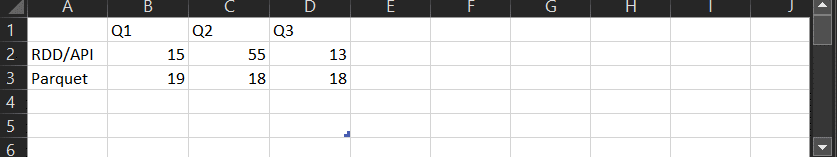 A B C D E F G H I J
1 Q1 Q2 Q3
2 RDD/API 15 55 13
3 Parquet 19 18 18
4
5
6